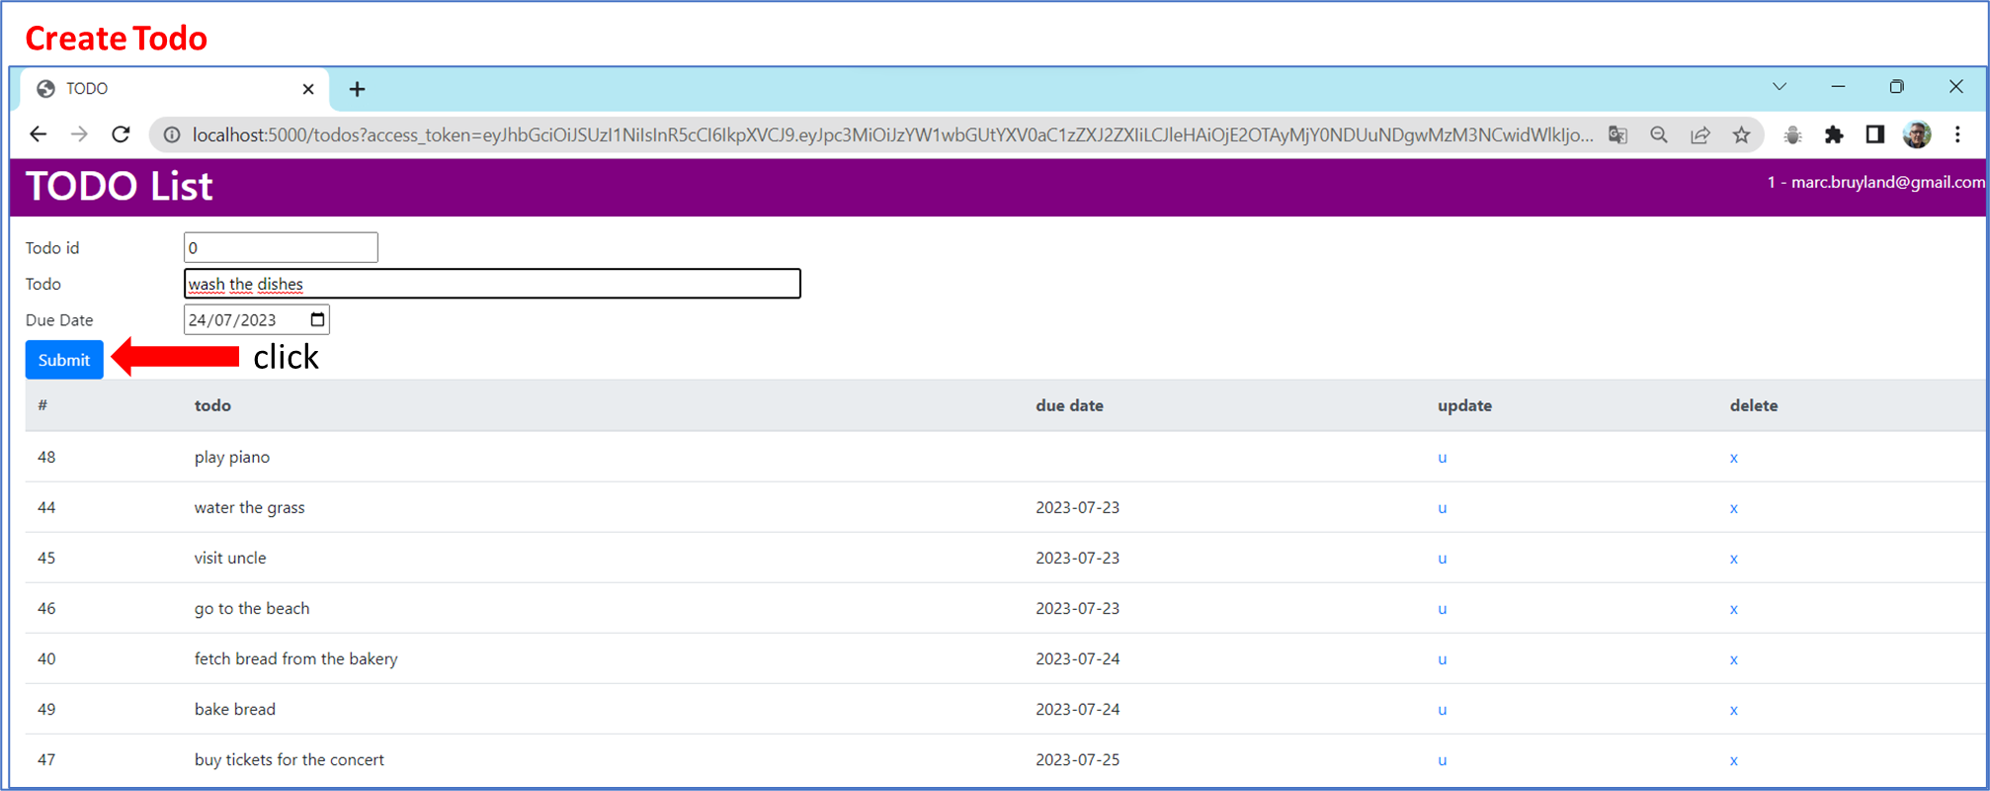 Create Todo
TODO
localhost:5000/todos?access_token=eyJhbGciOiJSUzI1NiIsInR5cCI6IkpXVCJ9.eyJpc3MiOiJzYW1wbGUtYXV0aC1zZXJ2ZXIiLCJleHAiOjE2OTAyMjY0NDUuNDgwMzM3NCwidWlkIjo...
TODO List
1 - marc.bruyland@gmail.com
Todo id 0
Todo wash the dishes
Due Date 24/07/2023
Submit click
# todo due date update delete
48 play piano u x
44 water the grass 2023-07-23 u x
45 visit uncle 2023-07-23 u x
46 go to the beach 2023-07-23 u x
40 fetch bread from the bakery 2023-07-24 u x
49 bake bread 2023-07-24 u x
47 buy tickets for the concert 2023-07-25 u x